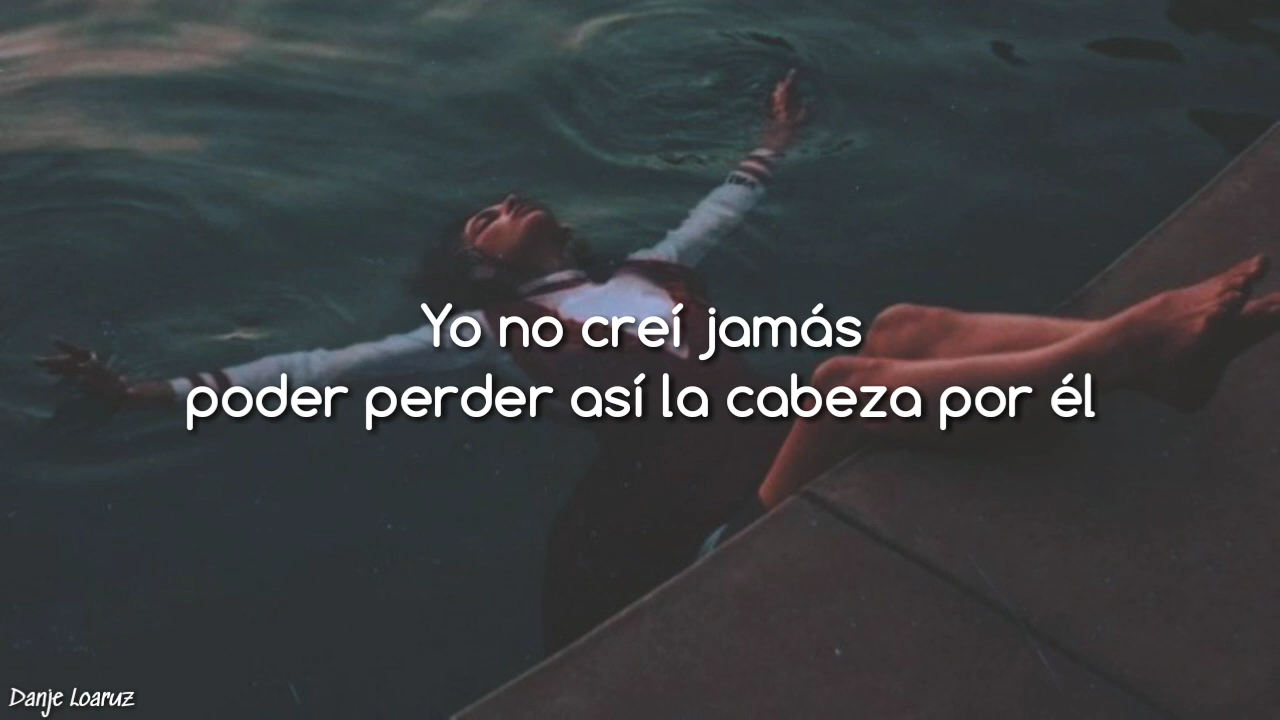 Yo no creí jamás
poder perder así la cabeza por él
Danje Loaruz